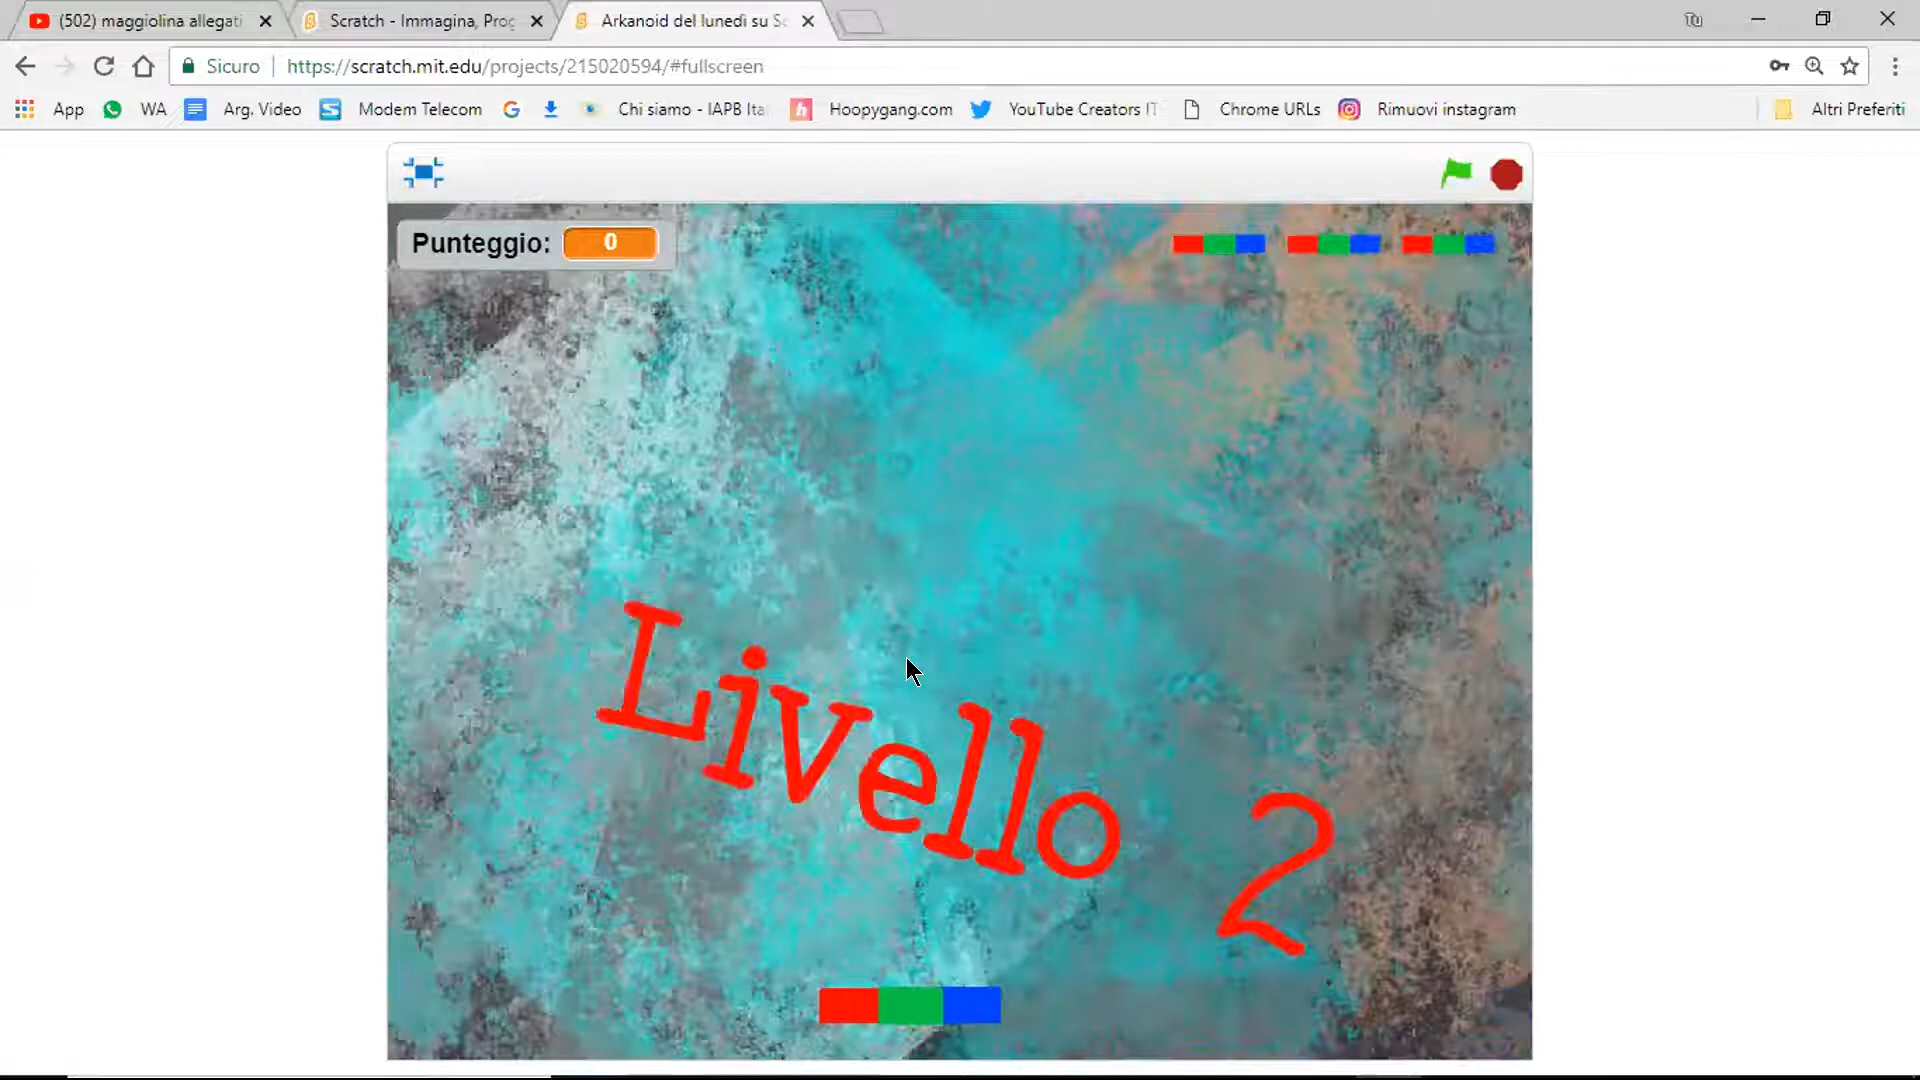 (502) maggiolina allegati
Scratch - Immagina, Prog
Arkanoid del lunedì su Sc
Tu
Sicuro
https://scratch.mit.edu/projects/215020594/#fullscreen
App
WA
Arg. Video
Modem Telecom
Chi siamo - IAPB Ita
Hoopygang.com
YouTube Creators IT
Chrome URLs
Rimuovi instagram
Altri Preferiti
Punteggio: 0
Livello 2